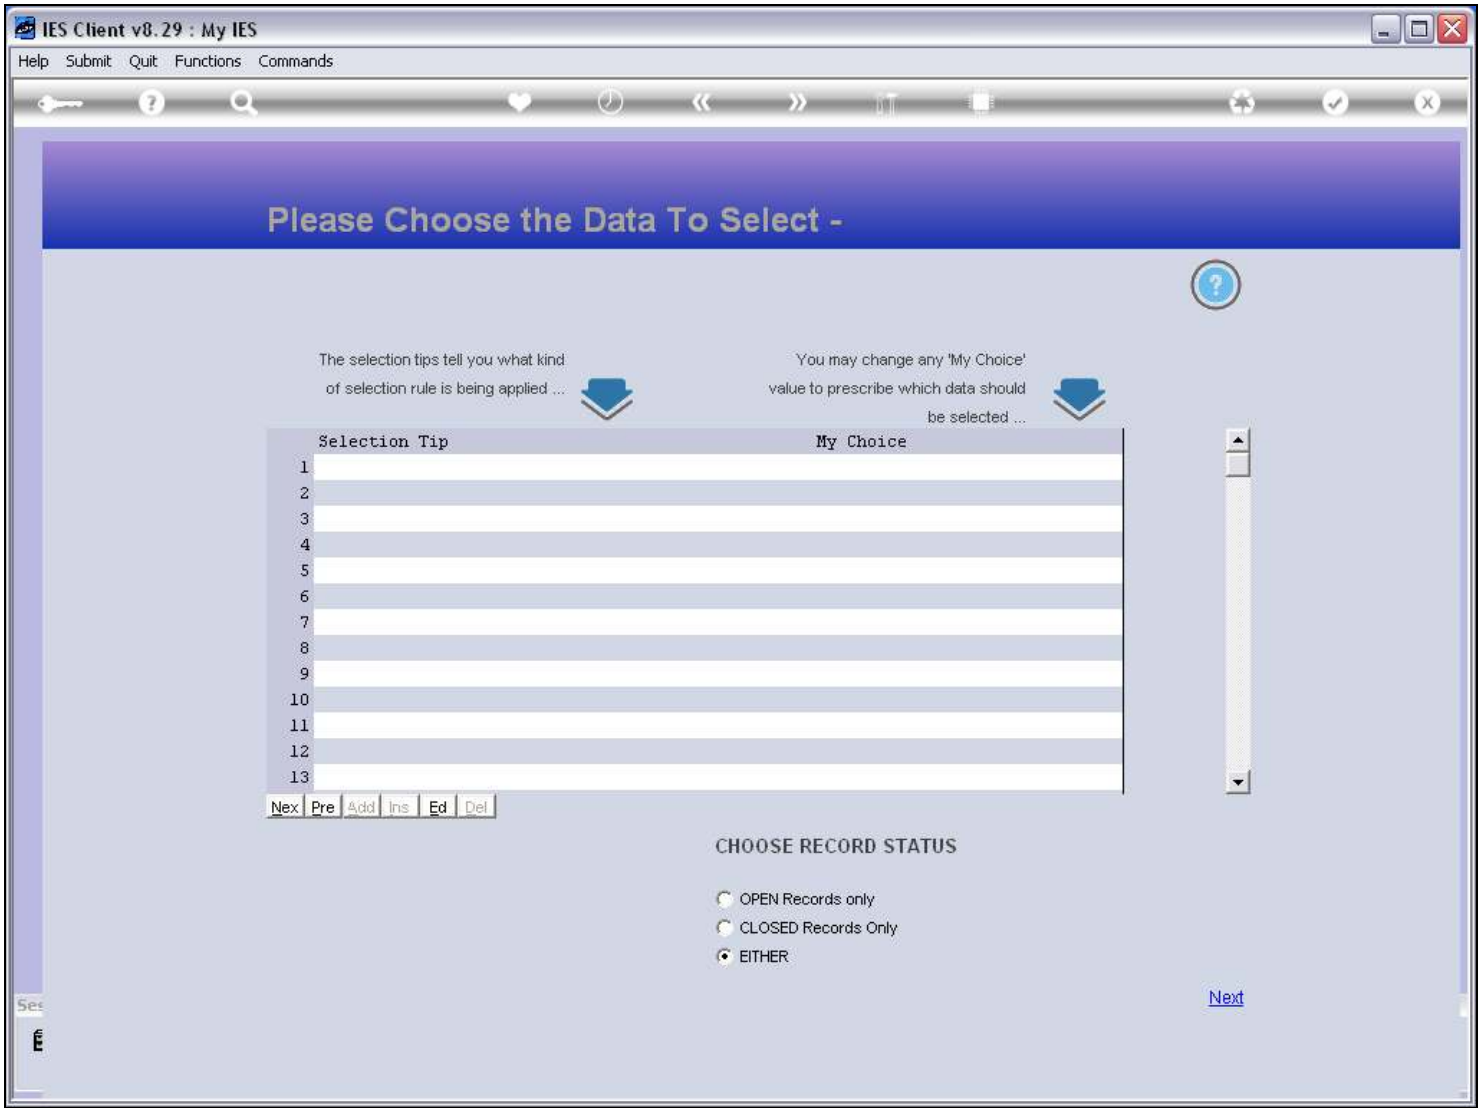 IES Client v8.29 : My IES
Help Submit Quit Functions Commands
Please Choose the Data To Select -
The selection tips tell you what kind
of selection rule is being applied ...
You may change any 'My Choice'
value to prescribe which data should
be selected ...
Selection Tip My Choice
1
2
3
4
5
6
7
8
9
10
11
12
13
Nex Pre Add Ins Ed Del
CHOOSE RECORD STATUS
OPEN Records only
CLOSED Records Only
EITHER
Next
Ses